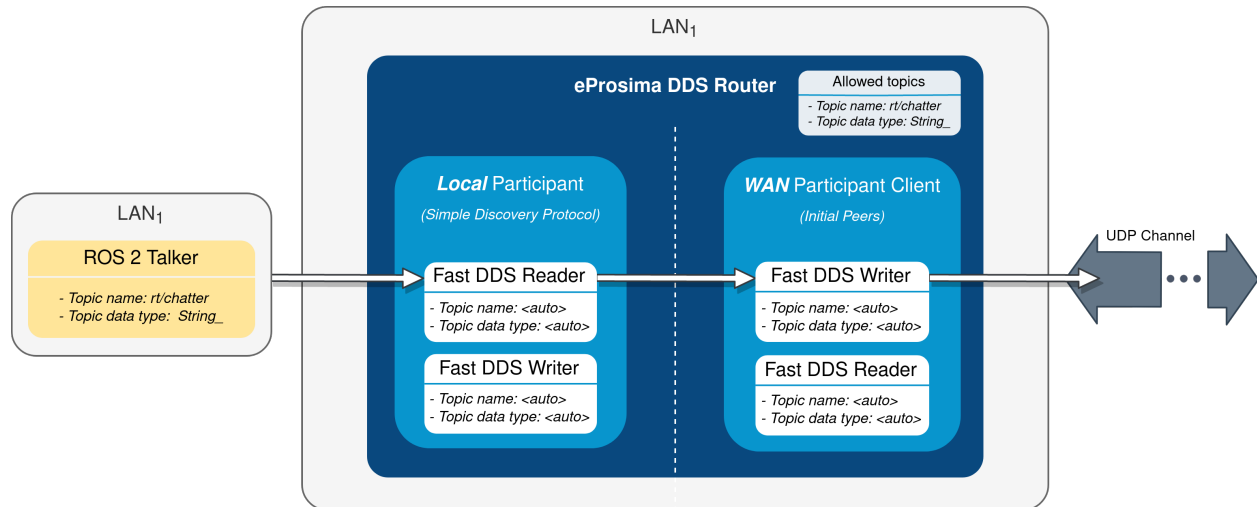 LAN1
eProsima DDS Router
Allowed topics
- Topic name: rt/chatter
- Topic data type: String_
LAN1
ROS 2 Talker
- Topic name: rt/chatter
- Topic data type: String_
Local Participant
(Simple Discovery Protocol)
Fast DDS Reader
- Topic name: <auto>
- Topic data type: <auto>
Fast DDS Writer
- Topic name: <auto>
- Topic data type: <auto>
WAN Participant Client
(Initial Peers)
Fast DDS Writer
- Topic name: <auto>
- Topic data type: <auto>
Fast DDS Reader
- Topic name: <auto>
- Topic data type: <auto>
UDP Channel